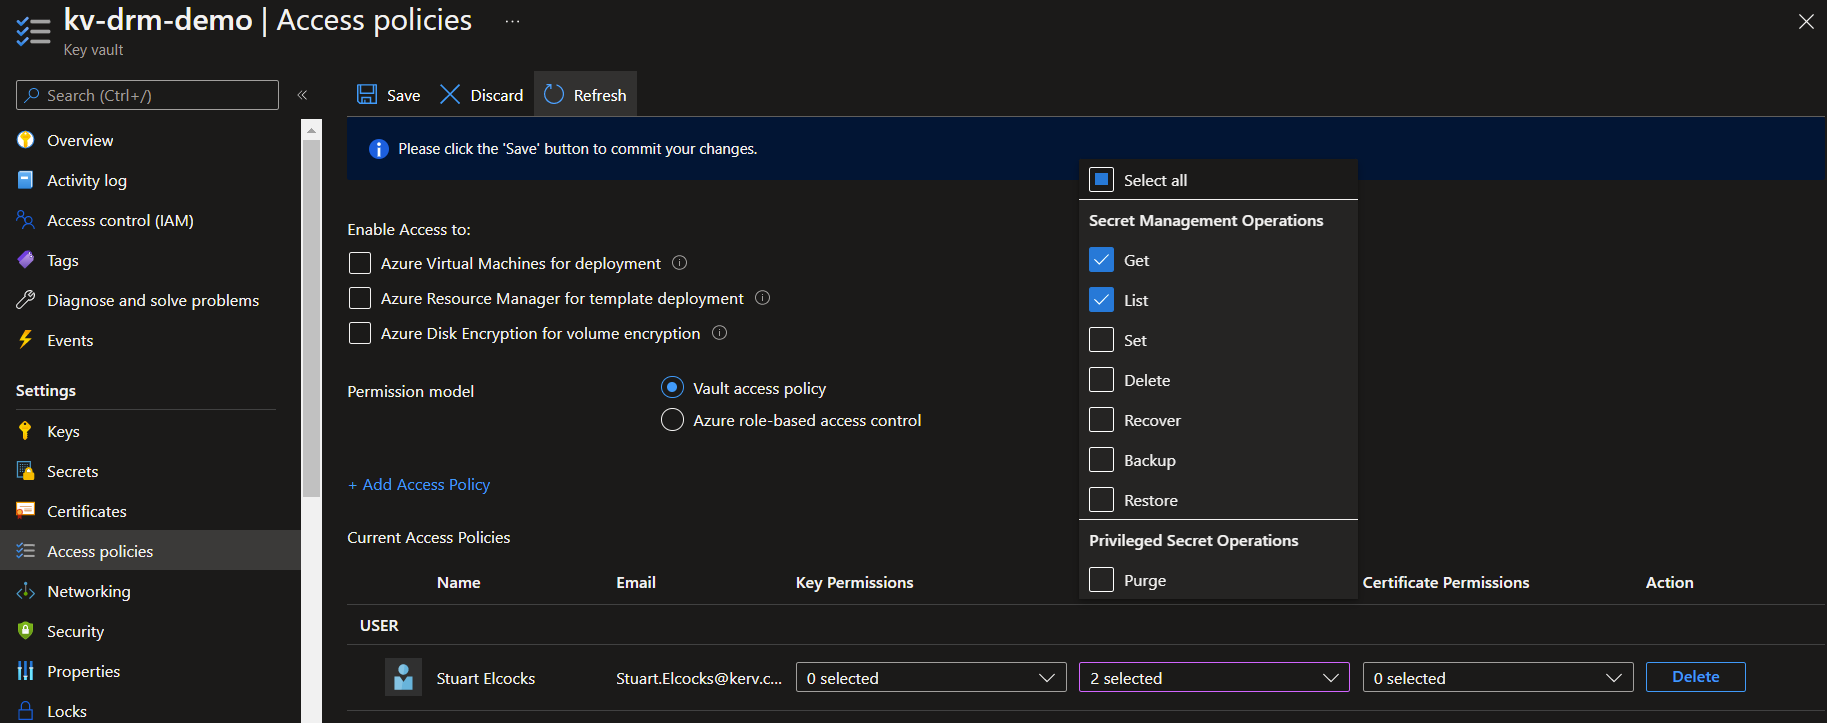 kv-drm-demo | Access policies ...
Key vault
Search (Ctrl+/)
«
Overview
Activity log
Access control (IAM)
Tags
Diagnose and solve problems
Events
Settings
Keys
Secrets
Certificates
Access policies
Networking
Security
Properties
Locks
Save Discard Refresh
Please click the 'Save' button to commit your changes.
Enable Access to:
Azure Virtual Machines for deployment
Azure Resource Manager for template deployment
Azure Disk Encryption for volume encryption
Permission model
Vault access policy
Azure role-based access control
+ Add Access Policy
Current Access Policies
Select all
Secret Management Operations
Get
List
Set
Delete
Recover
Backup
Restore
Privileged Secret Operations
Purge
Name Email Key Permissions Certificate Permissions Action
USER
Stuart Elcocks Stuart.Elcocks@kerv.c... 0 selected 2 selected 0 selected Delete